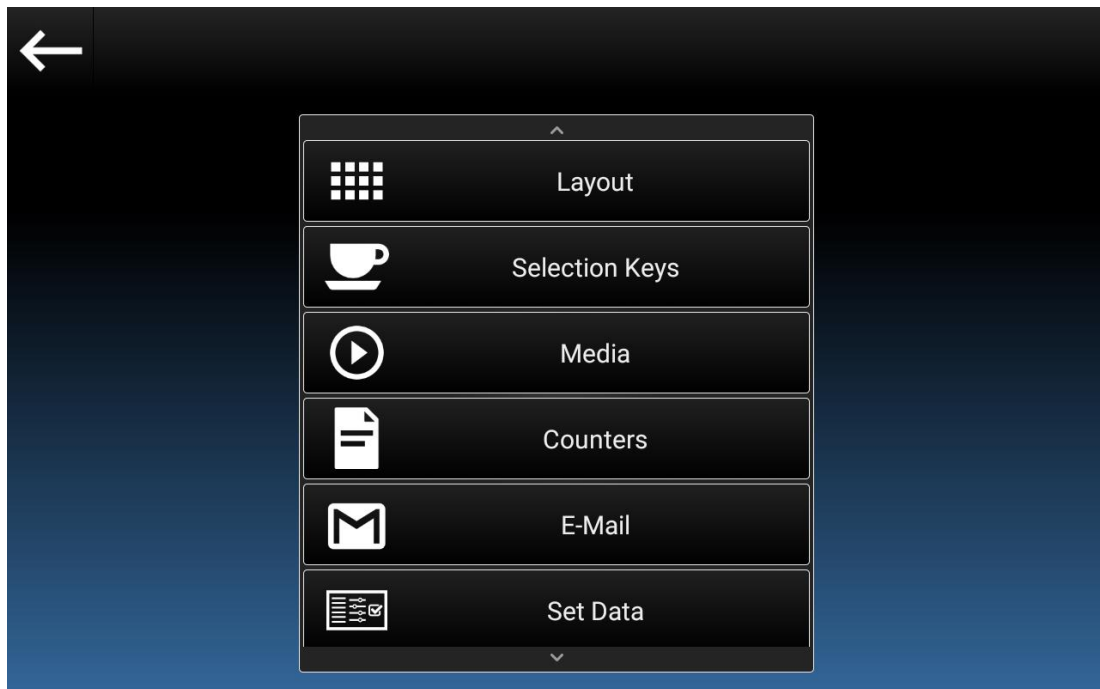 Layout
Selection Keys
Media
Counters
E-Mail
Set Data